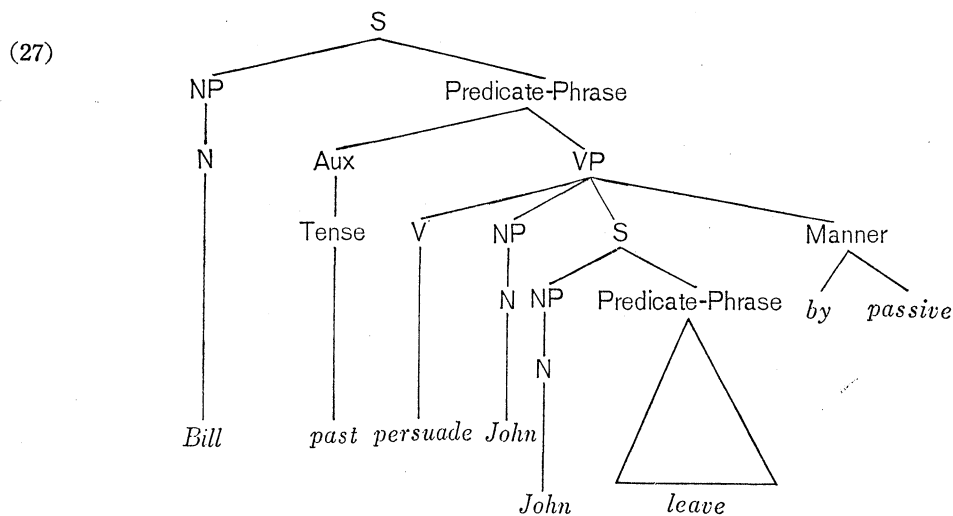 S
(27)
NP Predicate-Phrase
N Aux VP
Tense V NP S Manner
N NP Predicate-Phrase by passive
N
Bill past persuade John
John leave